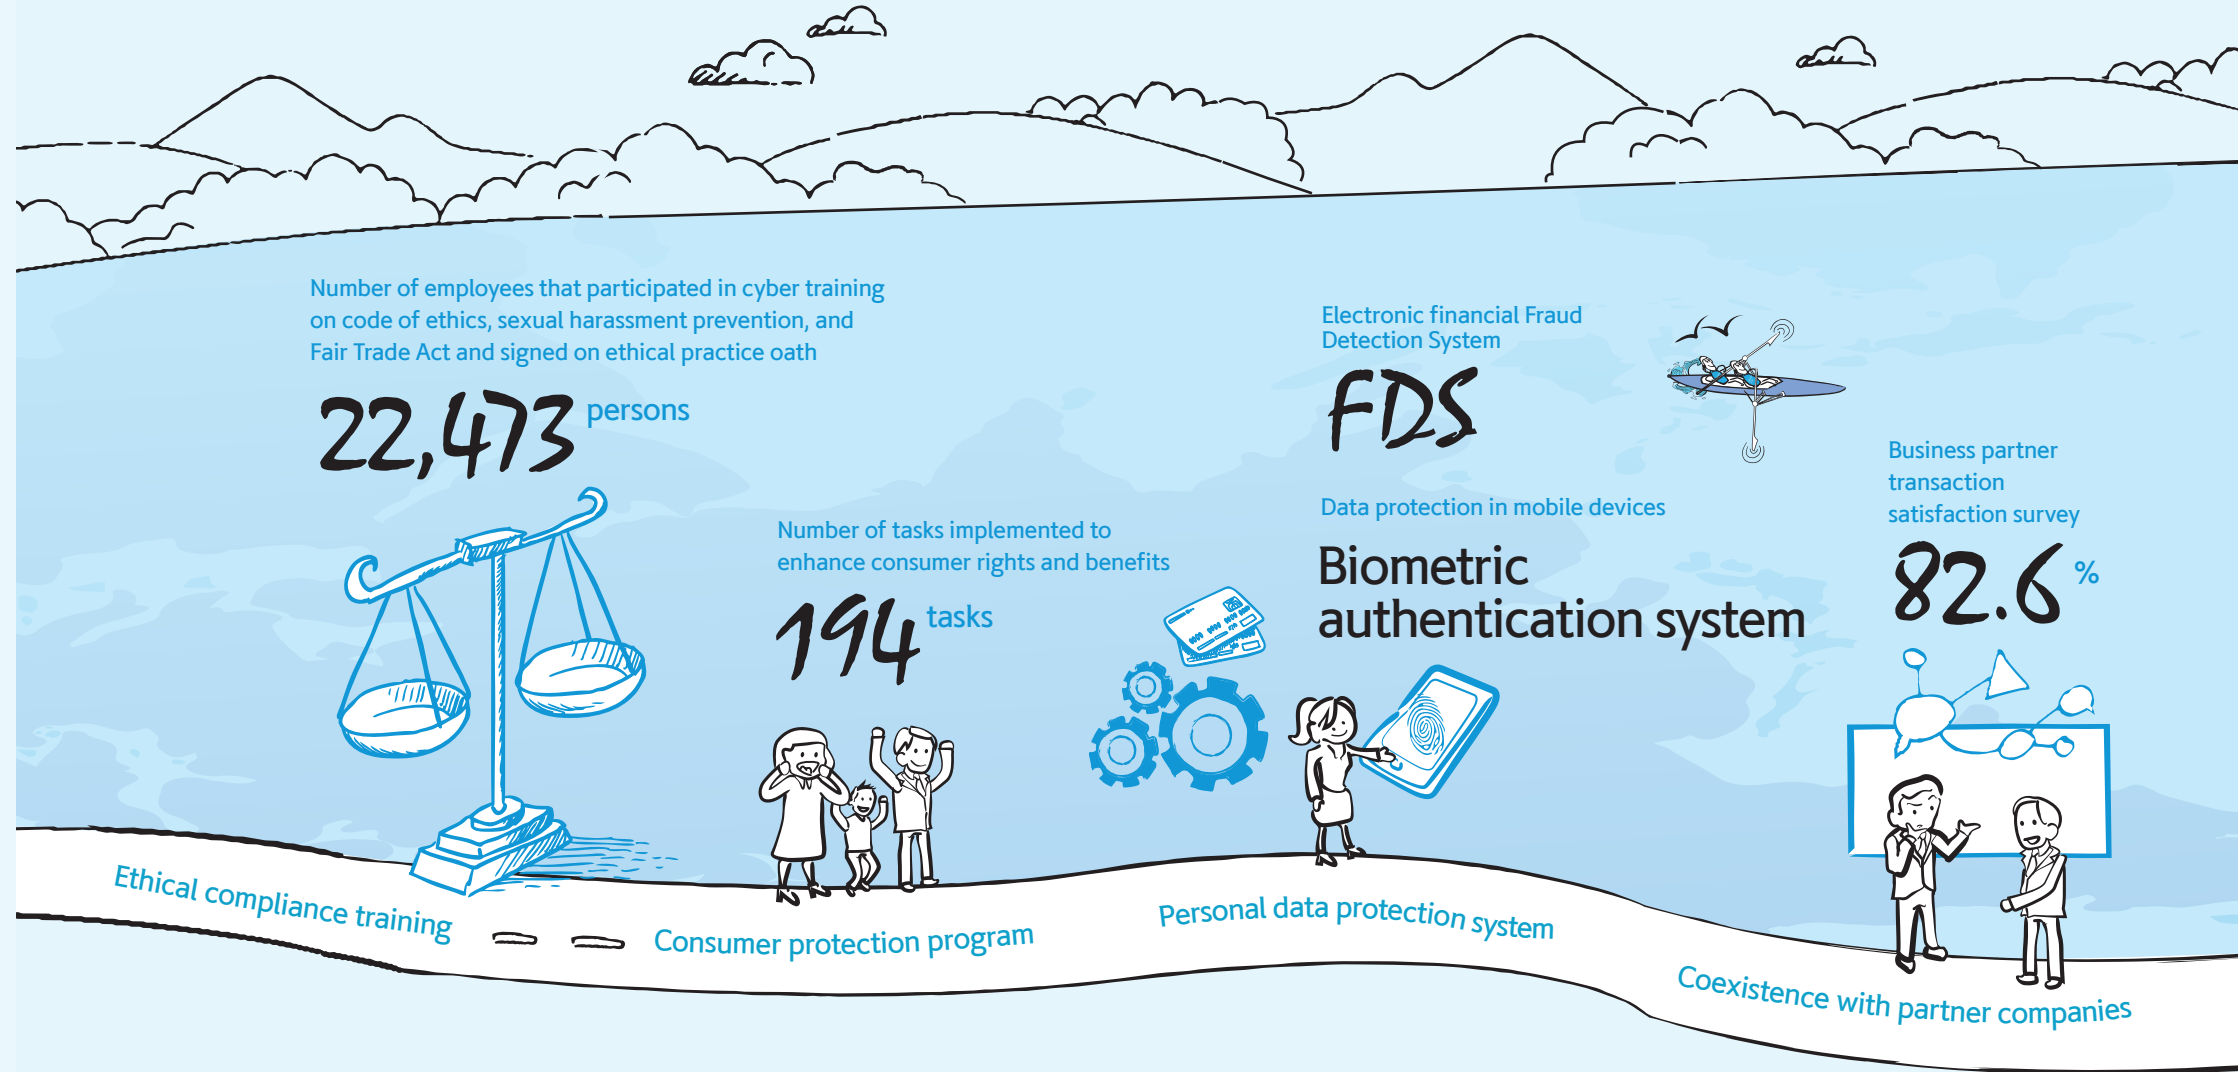 Number of employees that participated in cyber training
on code of ethics, sexual harassment prevention, and
Fair Trade Act and signed on ethical practice oath
22,473 persons
Number of tasks implemented to
enhance consumer rights and benefits
194 tasks
Electronic financial Fraud
Detection System
FDS
Data protection in mobile devices
Biometric
authentication system
Business partner
transaction
satisfaction survey
82.6 %
Ethical compliance training
Consumer protection program
Personal data protection system
Coexistence with partner companies